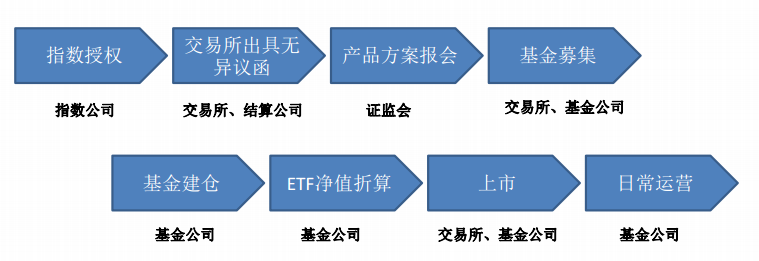 指数授权
交易所出具无
异议函
产品方案报会
基金募集
指数公司
交易所、结算公司
证监会
交易所、基金公司
基金建仓
ETF净值折算
上市
日常运营
基金公司
基金公司
交易所、基金公司
基金公司